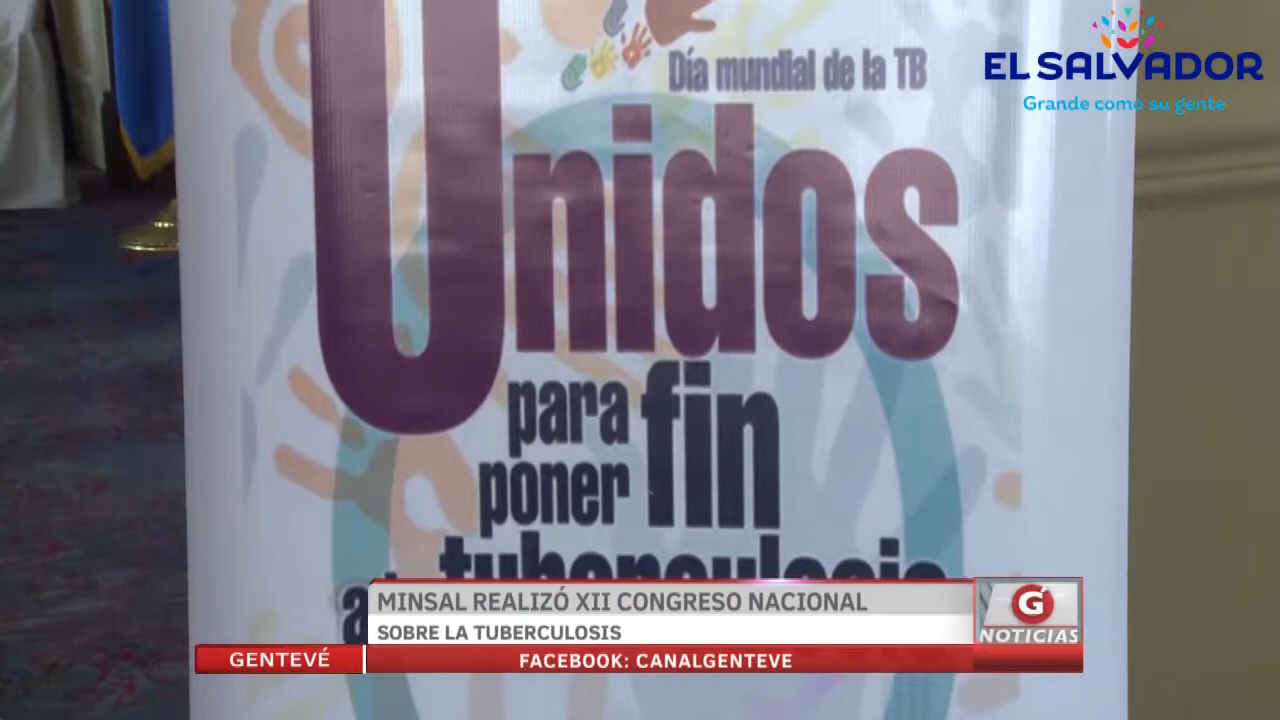 Día mundial de la TB
EL SALVADOR
Grande como su gente
Unidos
para
poner fin
tuberculosis
MINSAL REALIZÓ XII CONGRESO NACIONAL
SOBRE LA TUBERCULOSIS
G
NOTICIAS
GENTEVÉ
FACEBOOK: CANALGENTEVE